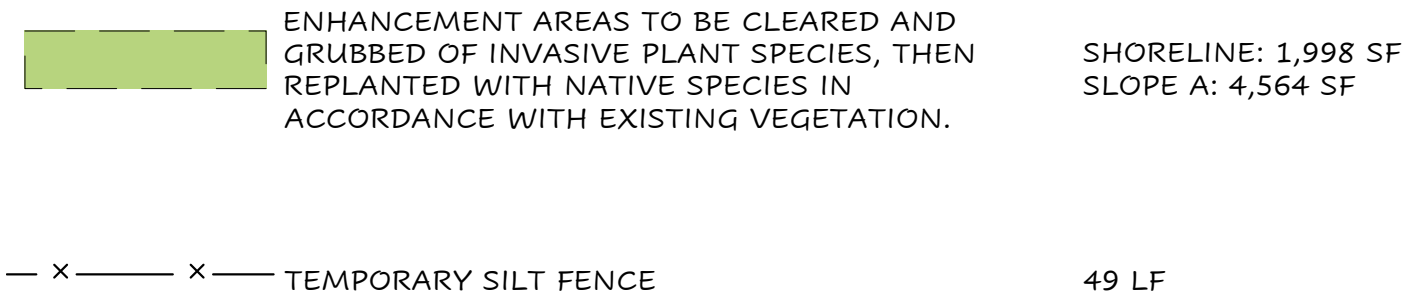 ENHANCEMENT AREAS TO BE CLEARED AND
GRUBBED OF INVASIVE PLANT SPECIES, THEN
REPLANTED WITH NATIVE SPECIES IN
ACCORDANCE WITH EXISTING VEGETATION.
SHORELINE: 1,998 SF
SLOPE A: 4,564 SF
TEMPORARY SILT FENCE
49 LF